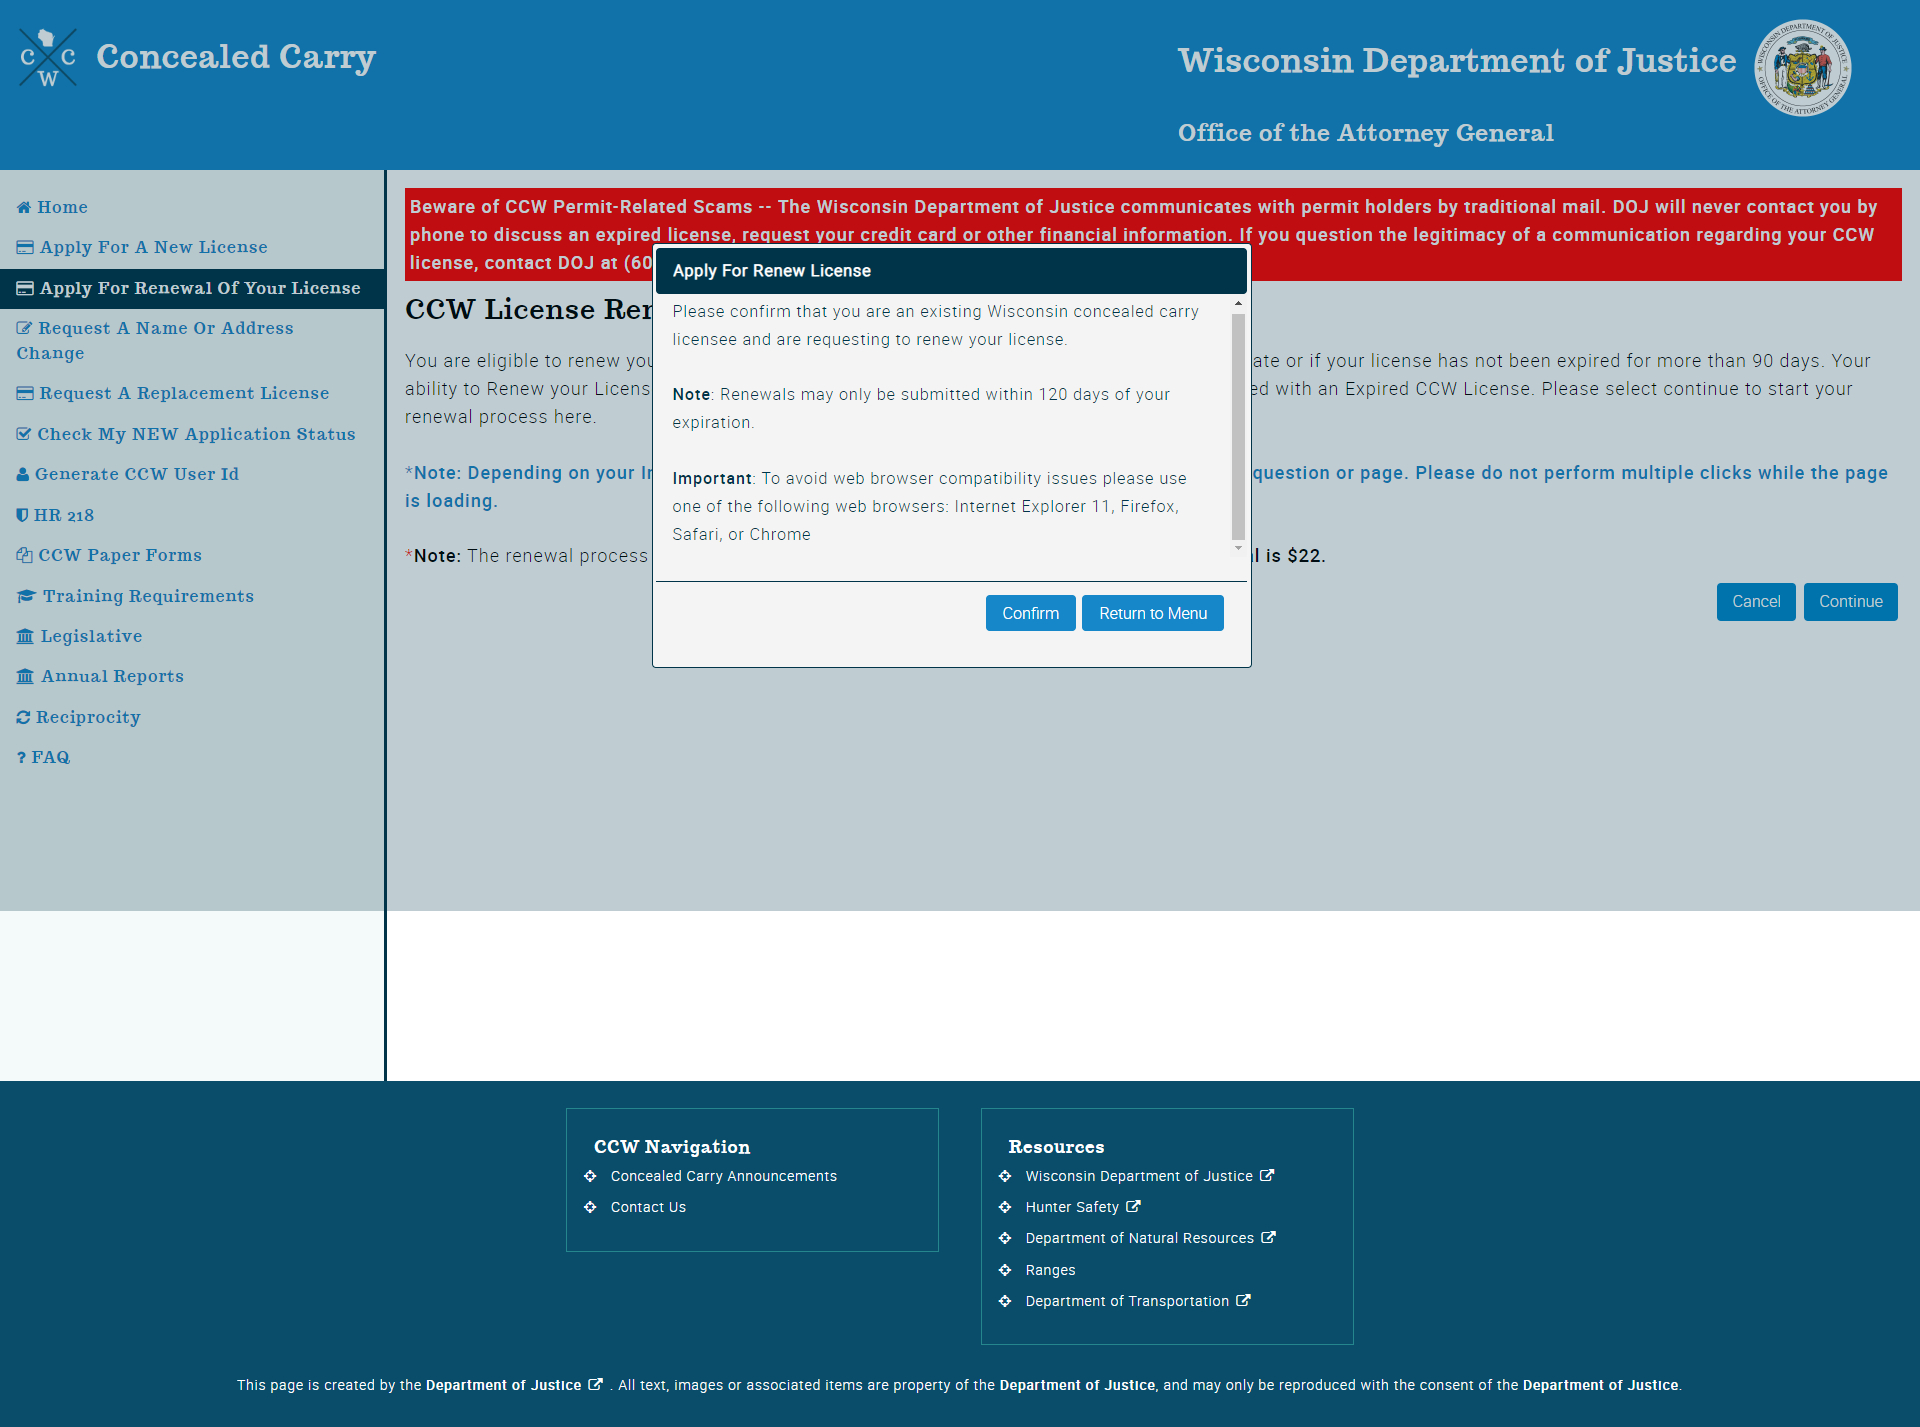 C C W
Concealed Carry
Wisconsin Department of Justice
Office of the Attorney General
WISCONSIN DEPARTMENT OF JUSTICE
OFFICE OF THE ATTORNEY GENERAL
Home
Apply For A New License
Apply For Renewal Of Your License
Request A Name Or Address
Change
Request A Replacement License
Check My NEW Application Status
Generate CCW User Id
HR 218
CCW Paper Forms
Training Requirements
Legislative
Annual Reports
Reciprocity
? FAQ
Beware of CCW Permit-Related Scams -- The Wisconsin Department of Justice communicates with permit holders by traditional mail. DOJ will never contact you by
phone to discuss an expired license, request your credit card or other financial information. If you question the legitimacy of a communication regarding your CCW
license, contact DOJ at (60
CCW License Rer
You are eligible to renew you ate or if your license has not been expired for more than 90 days. Your
ability to Renew your Licens ed with an Expired CCW License. Please select continue to start your
renewal process here.
*Note: Depending on your In question or page. Please do not perform multiple clicks while the page
is loading.
*Note: The renewal process l is $22.
Cancel Continue
Apply For Renew License
Please confirm that you are an existing Wisconsin concealed carry
licensee and are requesting to renew your license.
Note: Renewals may only be submitted within 120 days of your
expiration.
Important: To avoid web browser compatibility issues please use
one of the following web browsers: Internet Explorer 11, Firefox,
Safari, or Chrome
Confirm Return to Menu
CCW Navigation
Concealed Carry Announcements
Contact Us
Resources
Wisconsin Department of Justice
Hunter Safety
Department of Natural Resources
Ranges
Department of Transportation
This page is created by the Department of Justice . All text, images or associated items are property of the Department of Justice, and may only be reproduced with the consent of the Department of Justice.